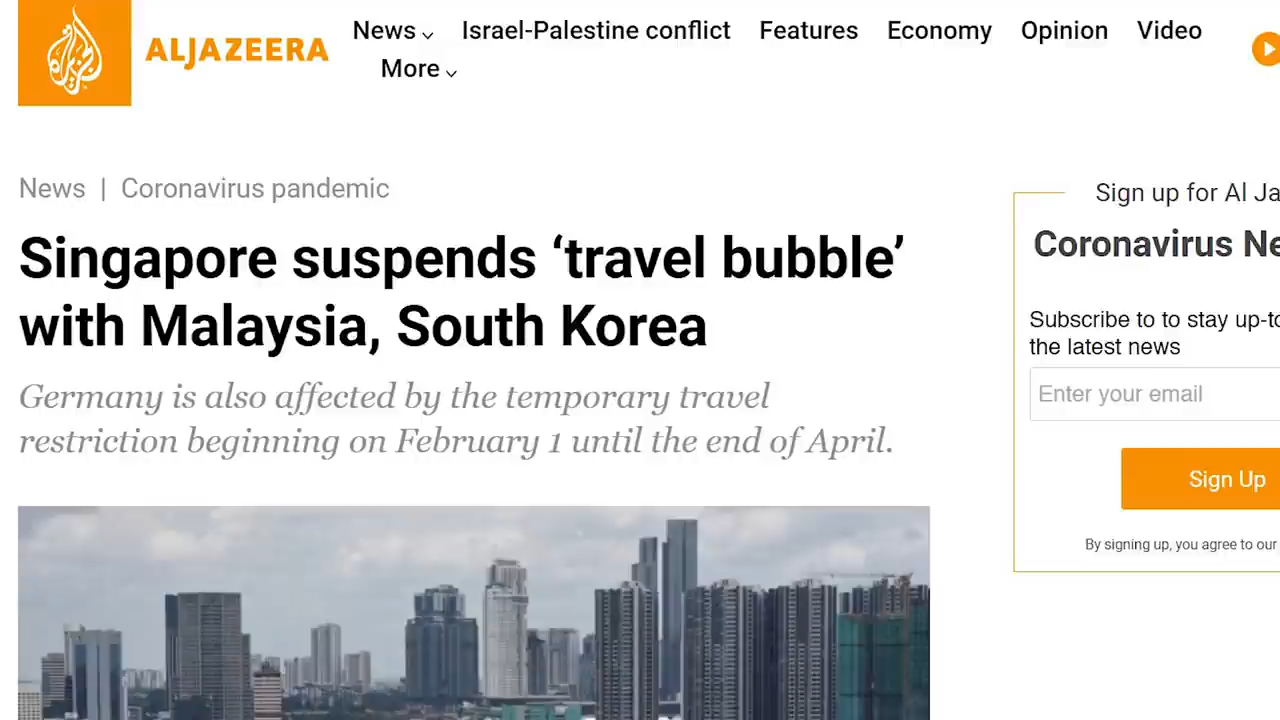 ALJAZEERA
News
Israel-Palestine conflict
Features
Economy
Opinion
Video
More
News | Coronavirus pandemic
Singapore suspends ‘travel bubble’
with Malaysia, South Korea
Germany is also affected by the temporary travel
restriction beginning on February 1 until the end of April.
Sign up for Al Ja
Coronavirus Ne
Subscribe to to stay up-to
the latest news
Enter your email
Sign Up
By signing up, you agree to our